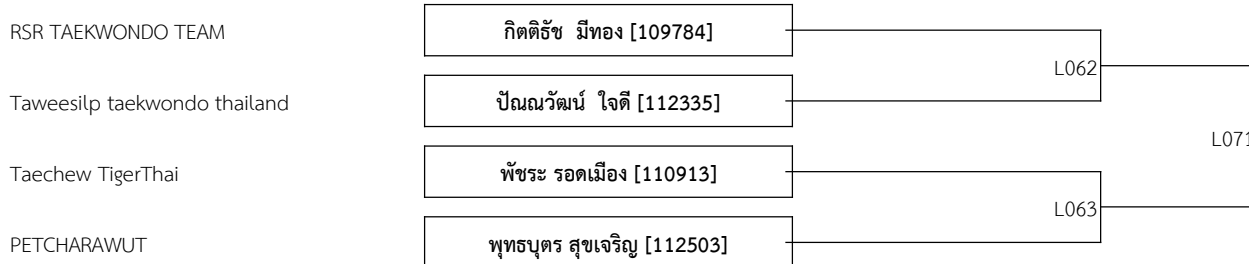 RSR TAEKWONDO TEAM กิตติธัช  มีทอง [109784]
L062
Taweesilp taekwondo thailand ปัณณวัฒน์  ใจดี [112335]
L071
Taechew TigerThai พัชระ รอดเมือง [110913]
L063
PETCHARAWUT พุทธบุตร สุขเจริญ [112503]